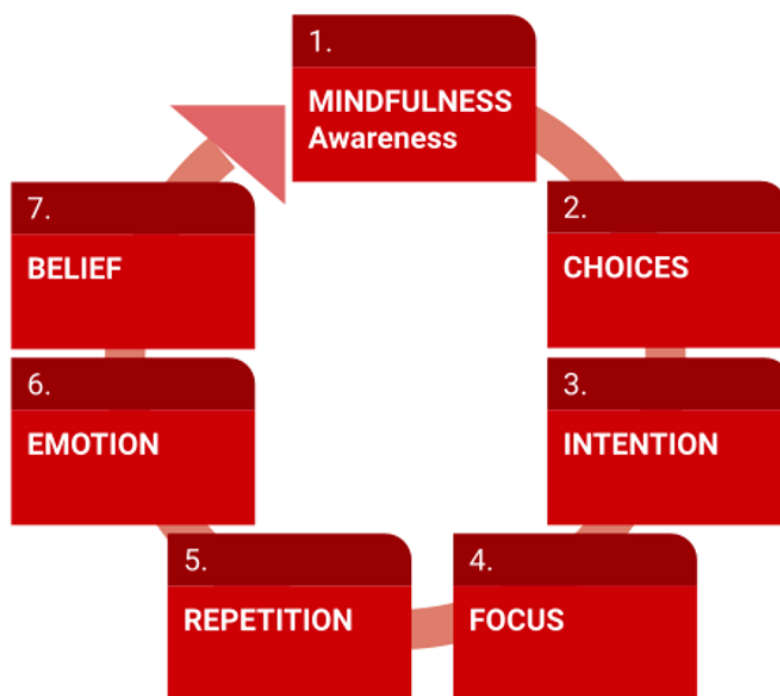 1.
MINDFULNESS
Awareness
2.
CHOICES
3.
INTENTION
4.
FOCUS
5.
REPETITION
6.
EMOTION
7.
BELIEF